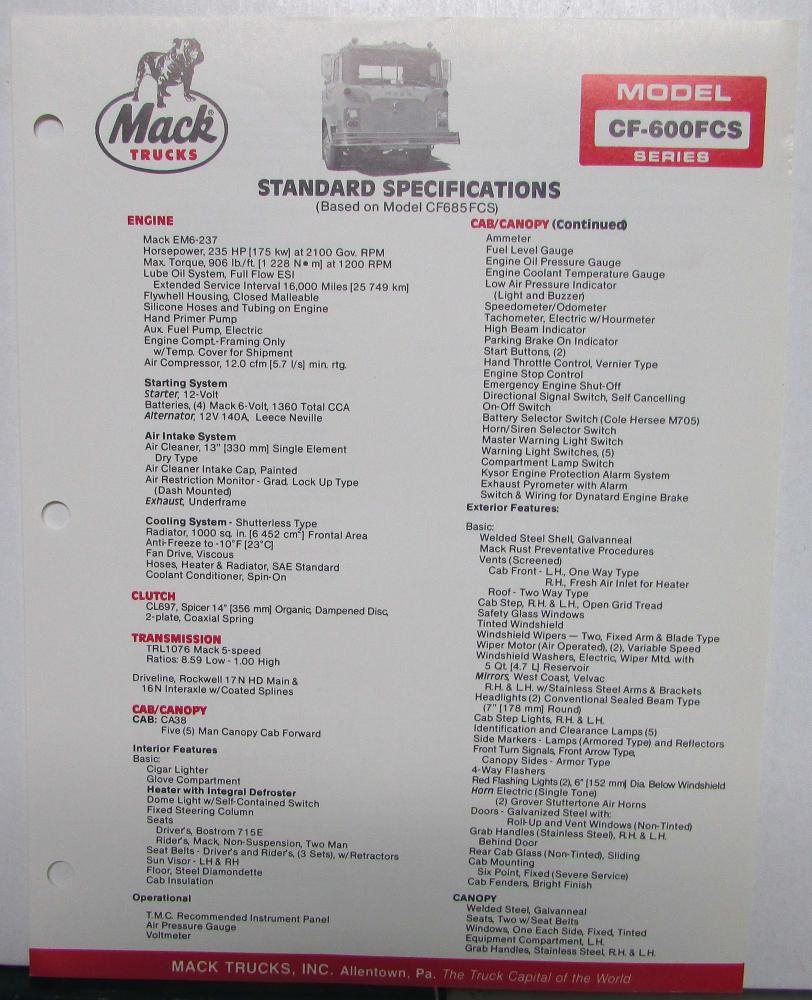 Mack®
TRUCKS
MODEL
CF-600FCS
SERIES
STANDARD SPECIFICATIONS
(Based on Model CF685FCS)
ENGINE
Mack EM6-237
Horsepower, 235 HP [175 kw] at 2100 Gov. RPM
Max. Torque, 906 lb./ft. [1 228 N•m] at 1200 RPM
Lube Oil System, Full Flow ESI
Extended Service Interval 16,000 Miles [25 749 km]
Flywhell Housing, Closed Malleable
Silicone Hoses and Tubing on Engine
Hand Primer Pump
Aux. Fuel Pump, Electric
Engine Compt.-Framing Only
w/Temp. Cover for Shipment
Air Compressor, 12.0 cfm [5.7 l/s] min. rtg.
Starting System
Starter, 12-Volt
Batteries, (4) Mack 6-Volt, 1360 Total CCA
Alternator, 12V 140A, Leece Neville
Air Intake System
Air Cleaner, 13" [330 mm] Single Element
Dry Type
Air Cleaner Intake Cap, Painted
Air Restriction Monitor - Grad. Lock Up Type
(Dash Mounted)
Exhaust, Underframe
Cooling System - Shutterless Type
Radiator, 1000 sq. in. [6 452 cm²] Frontal Area
Anti-Freeze to -10°F [23°C]
Fan Drive, Viscous
Hoses, Heater & Radiator, SAE Standard
Coolant Conditioner, Spin-On
CLUTCH
CL697, Spicer 14" [356 mm] Organic, Dampened Disc,
2-plate, Coaxial Spring
TRANSMISSION
TRL1076 Mack 5-speed
Ratios: 8.59 Low - 1.00 High
Driveline, Rockwell 17N HD Main &
16N Interaxle w/Coated Splines
CAB/CANOPY
CAB: CA38
Five (5) Man Canopy Cab Forward
Interior Features
Basic:
Cigar Lighter
Glove Compartment
Heater with Integral Defroster
Dome Light w/Self-Contained Switch
Fixed Steering Column
Seats
Driver's, Bostrom 715E
Rider's, Mack, Non-Suspension, Two Man
Seat Belts - Driver's and Rider's, (3 Sets), w/Retractors
Sun Visor - LH & RH
Floor, Steel Diamondette
Cab Insulation
Operational
T.M.C. Recommended Instrument Panel
Air Pressure Gauge
Voltmeter
CAB/CANOPY (Continued)
Ammeter
Fuel Level Gauge
Engine Oil Pressure Gauge
Engine Coolant Temperature Gauge
Low Air Pressure Indicator
(Light and Buzzer)
Speedometer/Odometer
Tachometer, Electric w/Hourmeter
High Beam Indicator
Parking Brake On Indicator
Start Buttons, (2)
Hand Throttle Control, Vernier Type
Engine Stop Control
Emergency Engine Shut-Off
Directional Signal Switch, Self Cancelling
On-Off Switch
Battery Selector Switch (Cole Hersee M705)
Horn/Siren Selector Switch
Master Warning Light Switch
Warning Light Switches, (5)
Compartment Lamp Switch
Kysor Engine Protection Alarm System
Exhaust Pyrometer with Alarm
Switch & Wiring for Dynatard Engine Brake
Exterior Features:
Basic:
Welded Steel Shell, Galvanneal
Mack Rust Preventative Procedures
Vents (Screened)
Cab Front - L.H., One Way Type
R.H., Fresh Air Inlet for Heater
Roof - Two Way Type
Cab Step, R.H. & L.H., Open Grid Tread
Safety Glass Windows
Tinted Windshield
Windshield Wipers — Two, Fixed Arm & Blade Type
Wiper Motor (Air Operated), (2), Variable Speed
Windshield Washers, Electric, Wiper Mtd. with
5 Qt. [4.7 L] Reservoir
Mirrors, West Coast, Velvac
R.H. & L.H. w/Stainless Steel Arms & Brackets
Headlights (2) Conventional Sealed Beam Type
(7" [178 mm] Round)
Cab Step Lights, R.H. & L.H.
Identification and Clearance Lamps (5)
Side Markers - Lamps (Armored Type) and Reflectors
Front Turn Signals, Front Arrow Type,
Canopy Sides - Armor Type
4-Way Flashers
Red Flashing Lights (2), 6" [152 mm] Dia. Below Windshield
Horn Electric (Single Tone)
(2) Grover Stuttertone Air Horns
Doors - Galvanized Steel with:
Roll-Up and Vent Windows (Non-Tinted)
Grab Handles (Stainless Steel), R.H. & L.H.
Behind Door
Rear Cab Glass (Non-Tinted), Sliding
Cab Mounting
Six Point, Fixed (Severe Service)
Cab Fenders, Bright Finish
CANOPY
Welded Steel, Galvanneal
Seats, Two w/Seat Belts
Windows, One Each Side, Fixed, Tinted
Equipment Compartment, L.H.
Grab Handles, Stainless Steel, R.H. & L.H.
MACK TRUCKS, INC. Allentown, Pa. The Truck Capital of the World